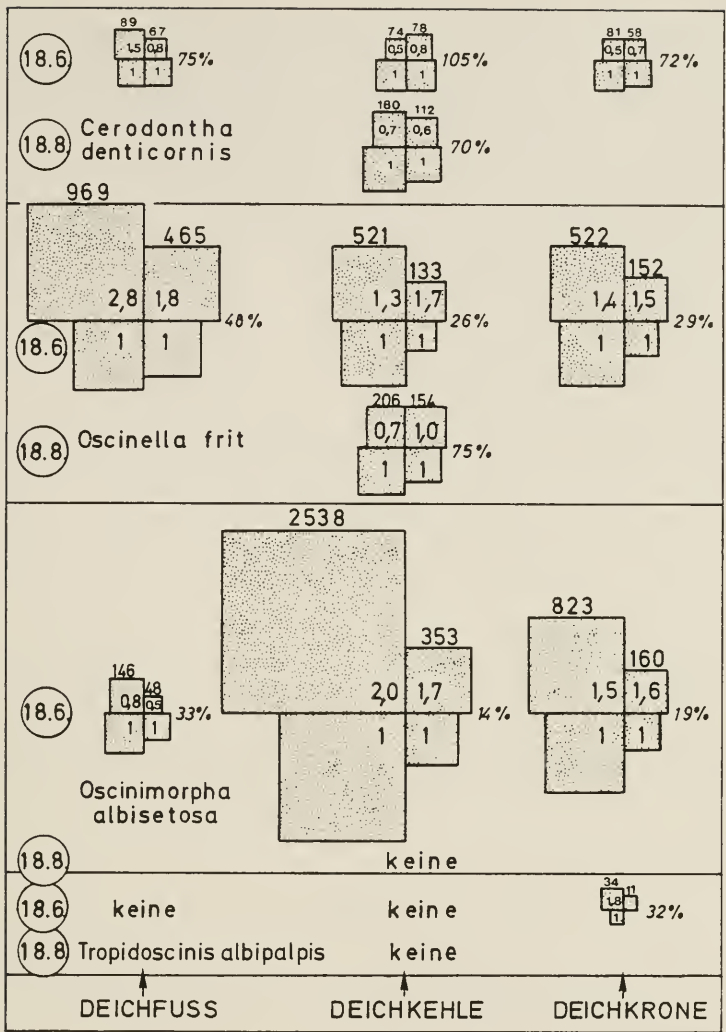 89 67 74 78 81 58
18.6. 1,5 0,8 75% 0,5 0,8 105% 0,5 0,7 72%
1 1 1 1 1 1
180 112
18.8. Cerodontha 0,7 0,6 70%
denticornis 1 1
969 465 521 133 522 152
2,8 1,8 48% 1,3 1,7 26% 1,4 1,5 29%
18.6. 1 1 1 1 1 1
206 154
18.8. Oscinella frit 0,7 1,0 75%
1 1
2538
823
353
146 48 160
18.6. 0,8 0,5 33% 2,0 1,7 14% 1,5 1,6 19%
1 1 1 1 1 1
Oscinimorpha
albisetosa
18.8. keine
34 11
18.6. keine keine 1,8 32%
1
18.8. Tropidoscinis albipalpis keine
DEICHFUSS DEICHKEHLE DEICHKRONE